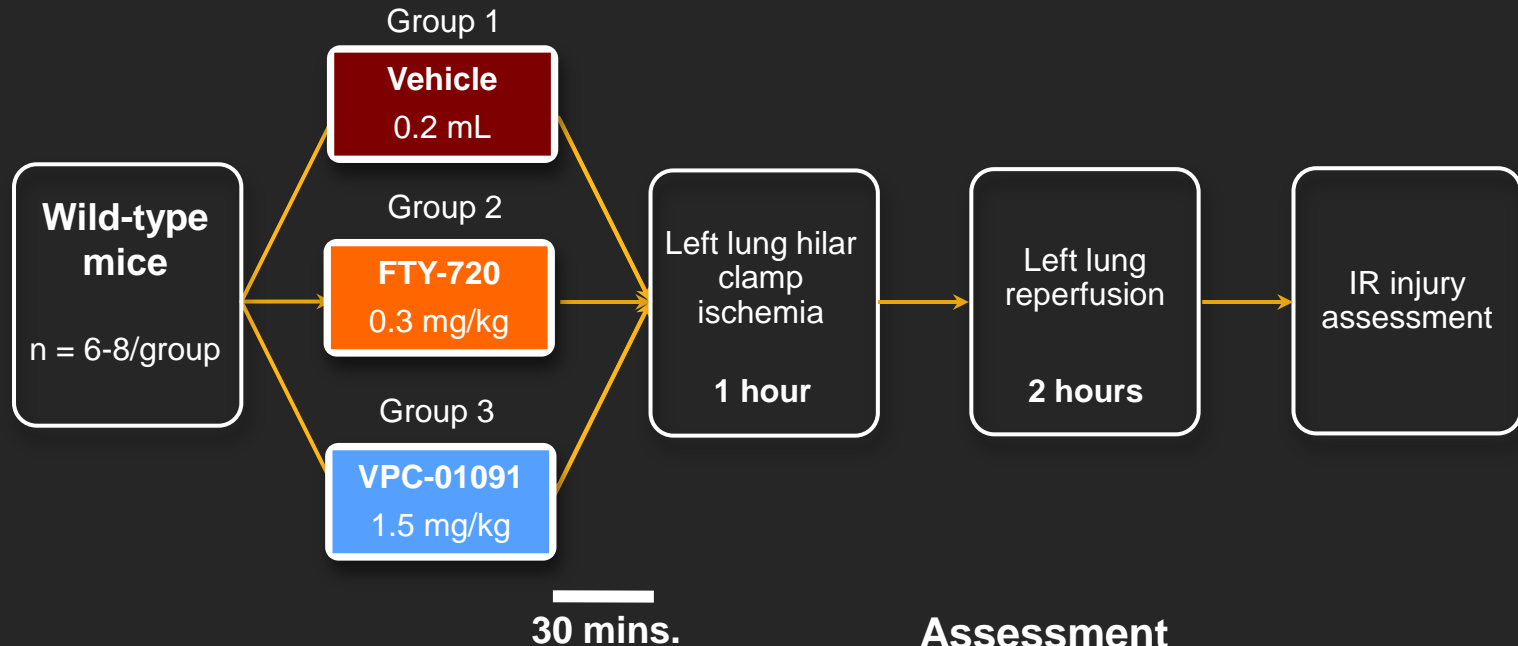 Group 1
Vehicle
0.2 mL
Wild-type
mice
n = 6-8/group
Group 2
FTY-720
0.3 mg/kg
Group 3
VPC-01091
1.5 mg/kg
Left lung hilar
clamp
ischemia
1 hour
Left lung
reperfusion
2 hours
IR injury
assessment
30 mins.
Assessment